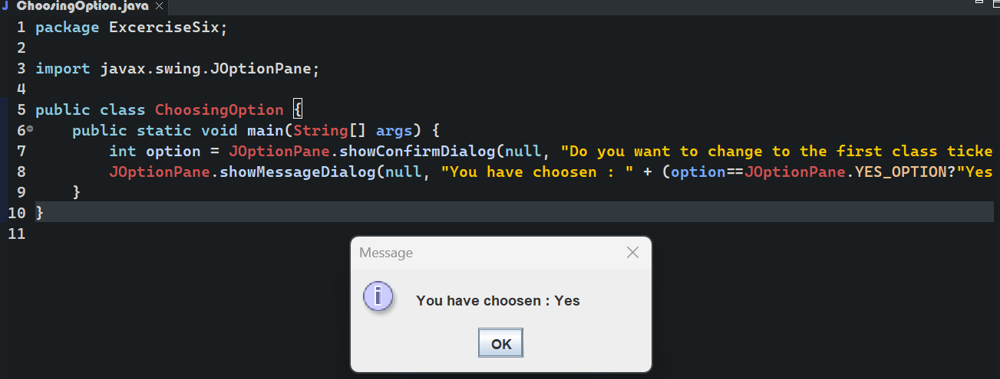 ChoosingOption.java
1 package ExcerciseSix;
2
3 import javax.swing.JOptionPane;
4
5 public class ChoosingOption {
6 public static void main(String[] args) {
7 int option = JOptionPane.showConfirmDialog(null, "Do you want to change to the first class ticke
8 JOptionPane.showMessageDialog(null, "You have choosen : " + (option==JOptionPane.YES_OPTION?"Yes
9 }
10 }
11
Message
You have choosen : Yes
OK